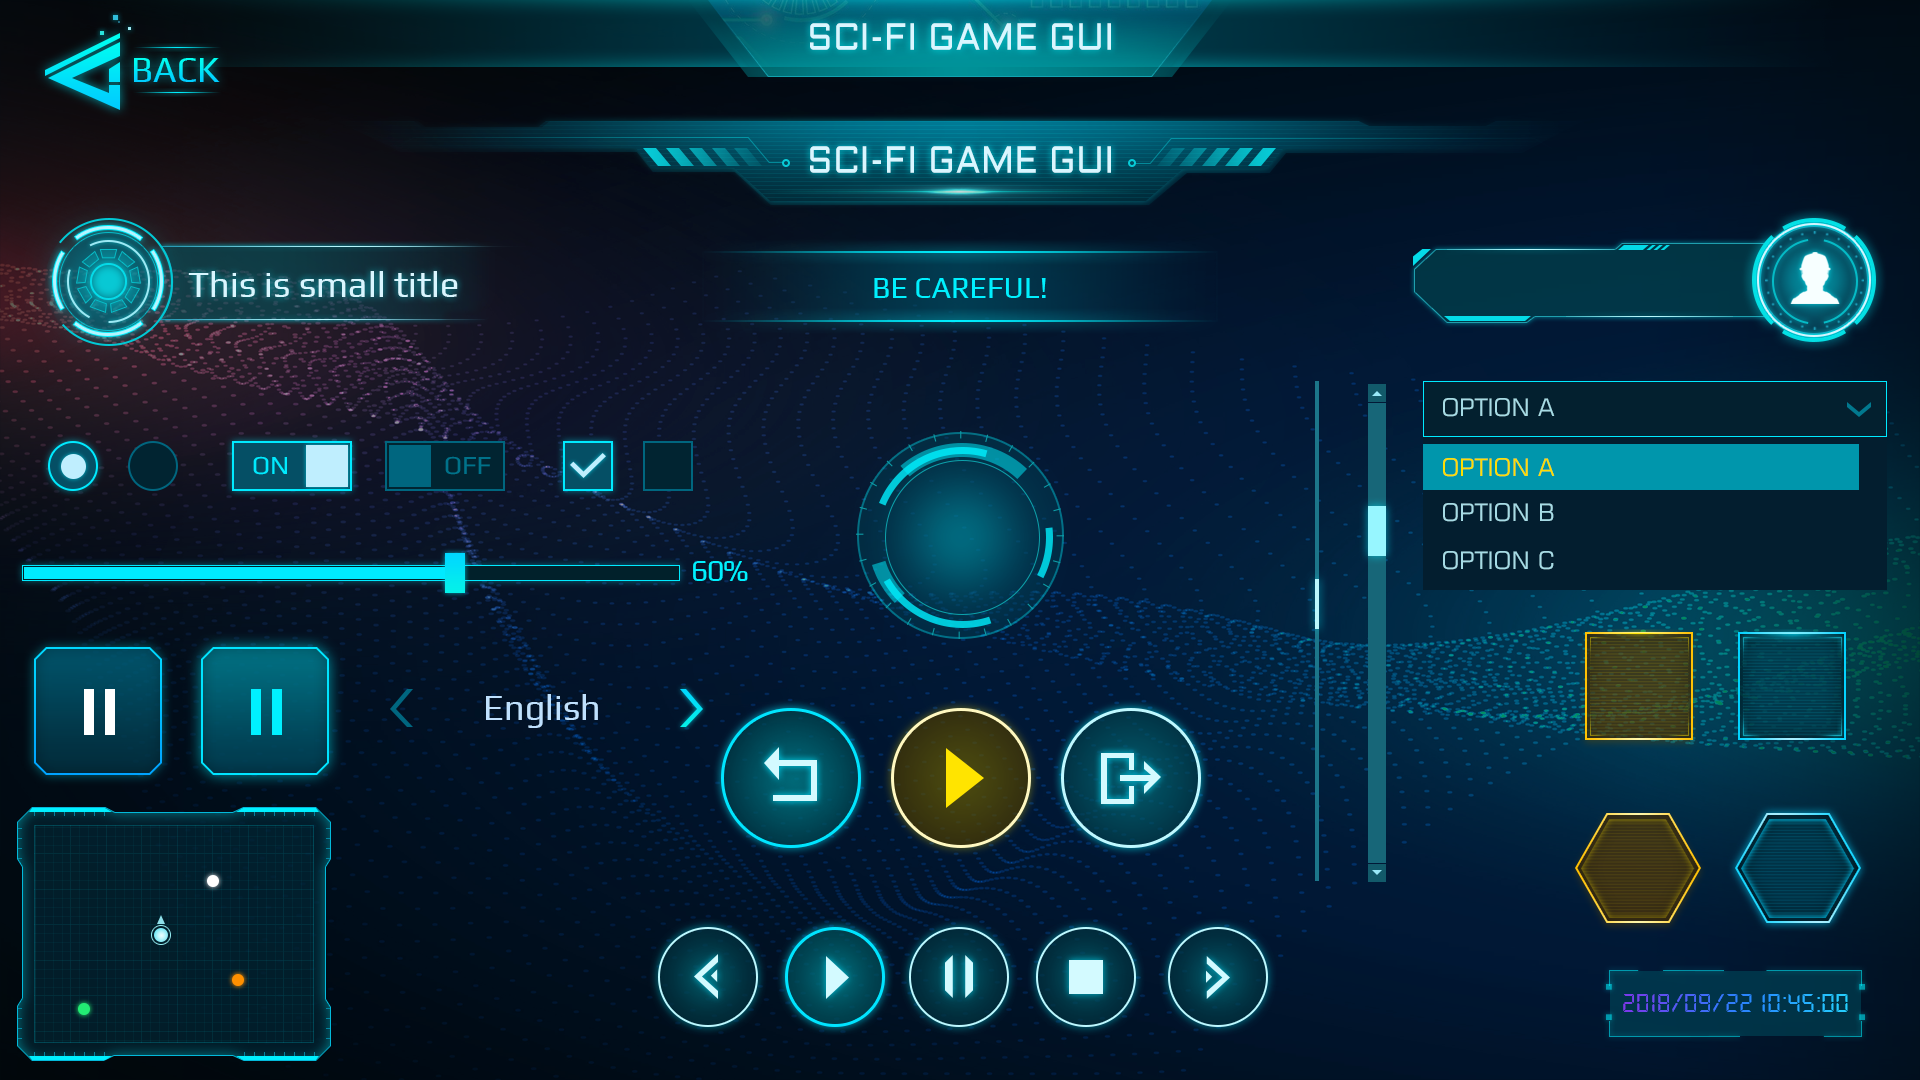 SCI-FI GAME GUI
BACK
SCI-FI GAME GUI
This is small title
BE CAREFUL!
OPTION A
ON
OFF
OPTION A
OPTION B
OPTION C
60%
English
2018/09/22 10:45:00